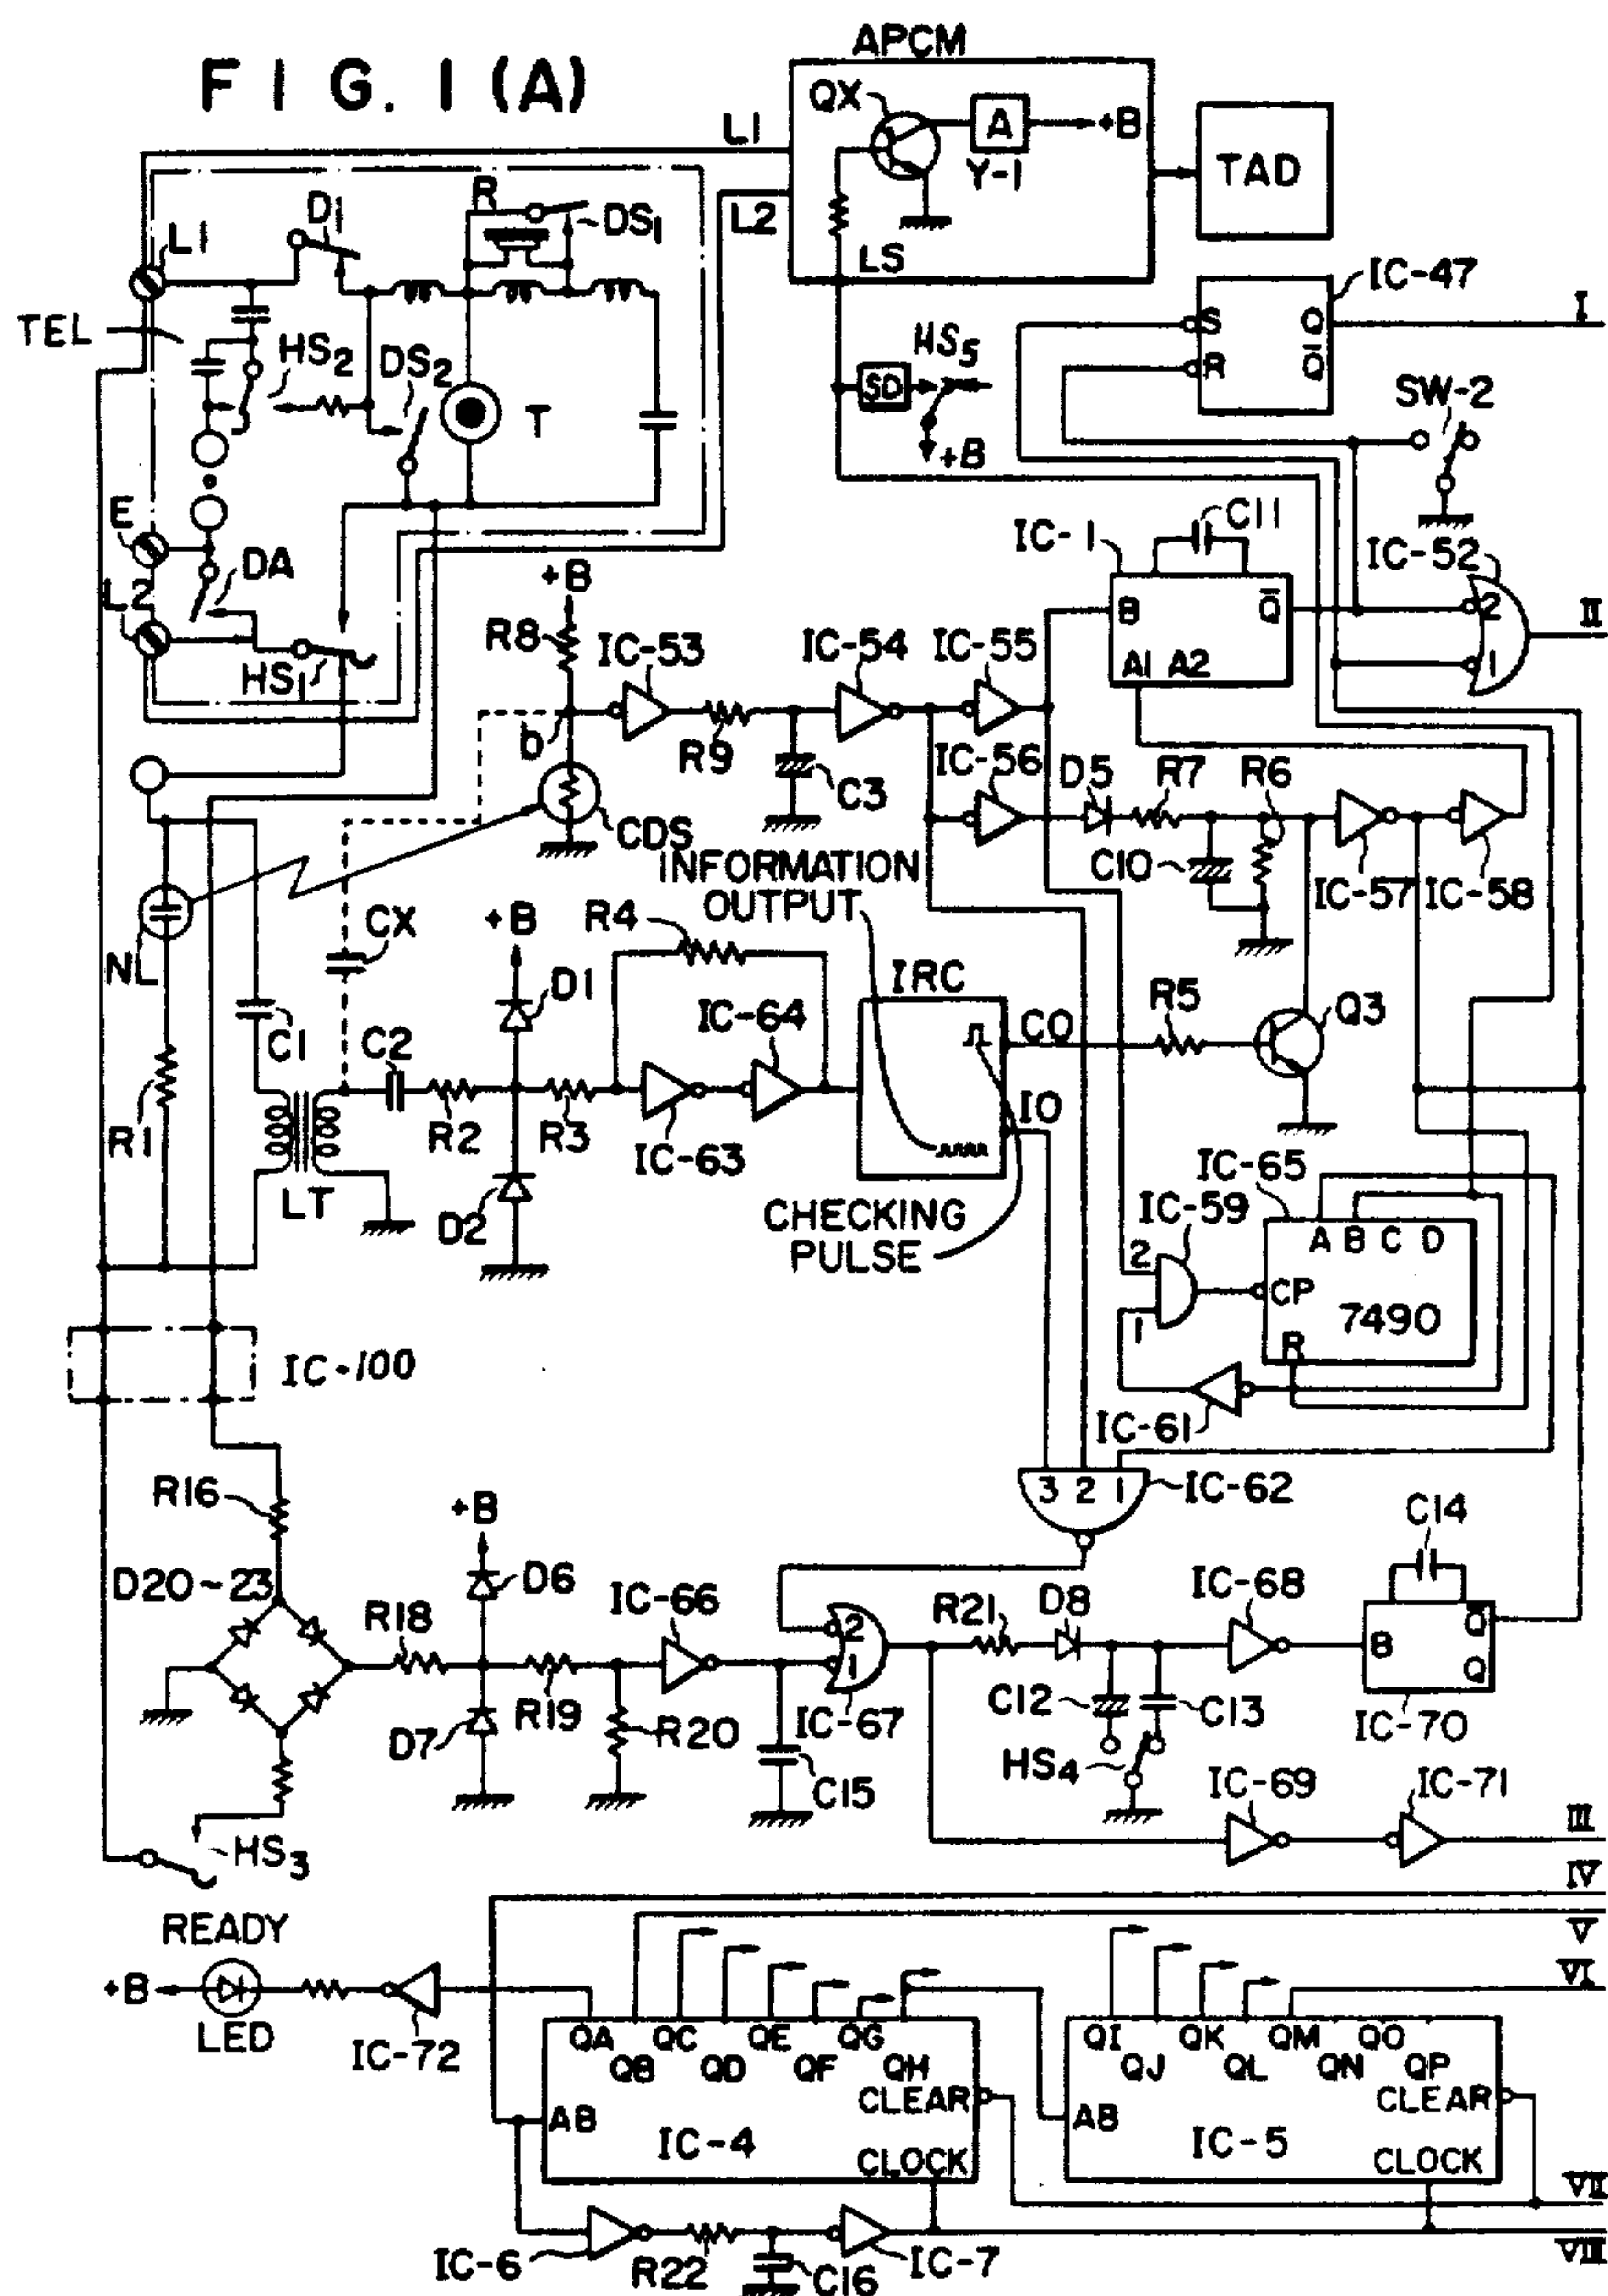 FIG. 1 (A)
APCM
QX
A
+B
Y-1
TAD
L1
L2
LS
R
D1
DS1
L1
TEL
HS2
DS2
T
IC-47
S
Q
R
Q̅
I
SD
HS5
+B
SW-2
E
DA
L2
HS1
+B
R8
IC-53
IC-54
IC-55
IC-1
C11
B
Q̅
A1
A2
IC-52
2
1
II
b
R9
C3
CDS
IC-56
D5
R7
R6
C10
IC-57
IC-58
INFORMATION
OUTPUT
NL
CX
+B
D1
R4
IC-64
IRC
CO
R5
Q3
C1
C2
R1
R2
R3
IC-63
IO
LT
D2
CHECKING
PULSE
IC-65
IC-59
A B C D
2
1
CP
7490
R
IC-61
IC-100
3 2 1
IC-62
R16
D20~23
+B
D6
IC-66
R18
R19
D7
R20
C15
2
1
IC-67
R21
D8
IC-68
C12
C13
HS4
C14
B
Q̅
Q
IC-70
IC-69
IC-71
III
HS3
IV
V
VI
READY
+B
LED
IC-72
QA
QB
QC
QD
QE
QF
QG
QH
CLEAR
AB
IC-4
CLOCK
QI
QJ
QK
QL
QM
QN
QO
QP
CLEAR
AB
IC-5
CLOCK
VII
IC-6
R22
C16
IC-7
VIII